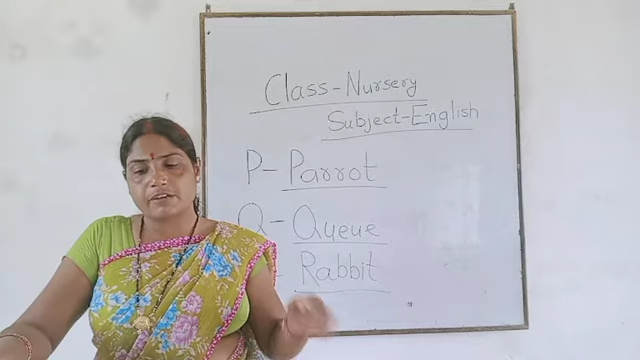 Class-Nursery
Subject-English
P- Parrot
Q- Queue
- Rabbit